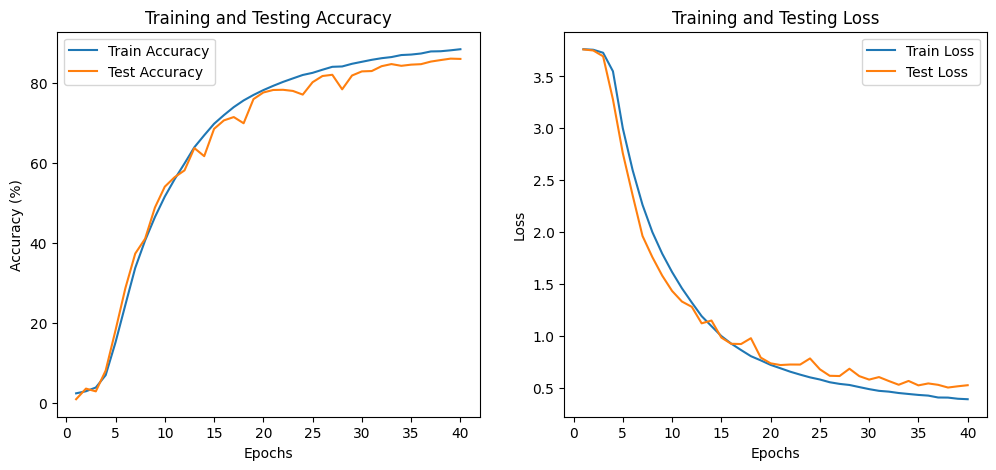 Training and Testing Accuracy
Train Accuracy
Test Accuracy
Accuracy (%)
80
60
40
20
0
0 5 10 15 20 25 30 35 40
Epochs
Training and Testing Loss
Train Loss
Test Loss
Loss
3.5
3.0
2.5
2.0
1.5
1.0
0.5
0 5 10 15 20 25 30 35 40
Epochs